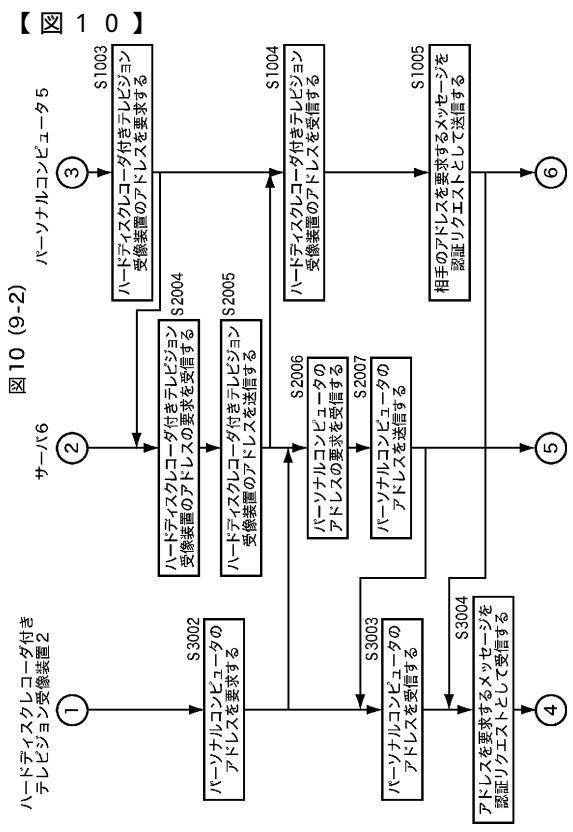 【図10】
図10 (9-2)
ハードディスクレコーダ付き
テレビジョン受像装置2
サーバ6
パーソナルコンピュータ5
1
2
3
S1003
ハードディスクレコーダ付きテレビジョン
受像装置のアドレスを要求する
S2004
ハードディスクレコーダ付きテレビジョン
受像装置のアドレスの要求を受信する
S3002
パーソナルコンピュータの
アドレスを要求する
S2005
ハードディスクレコーダ付きテレビジョン
受像装置のアドレスを送信する
S1004
ハードディスクレコーダ付きテレビジョン
受像装置のアドレスを受信する
S2006
パーソナルコンピュータの
アドレスの要求を受信する
S2007
パーソナルコンピュータの
アドレスを送信する
S3003
パーソナルコンピュータの
アドレスを受信する
S1005
相手のアドレスを要求するメッセージを
認証リクエストとして送信する
S3004
アドレスを要求するメッセージを
認証リクエストとして受信する
4
5
6